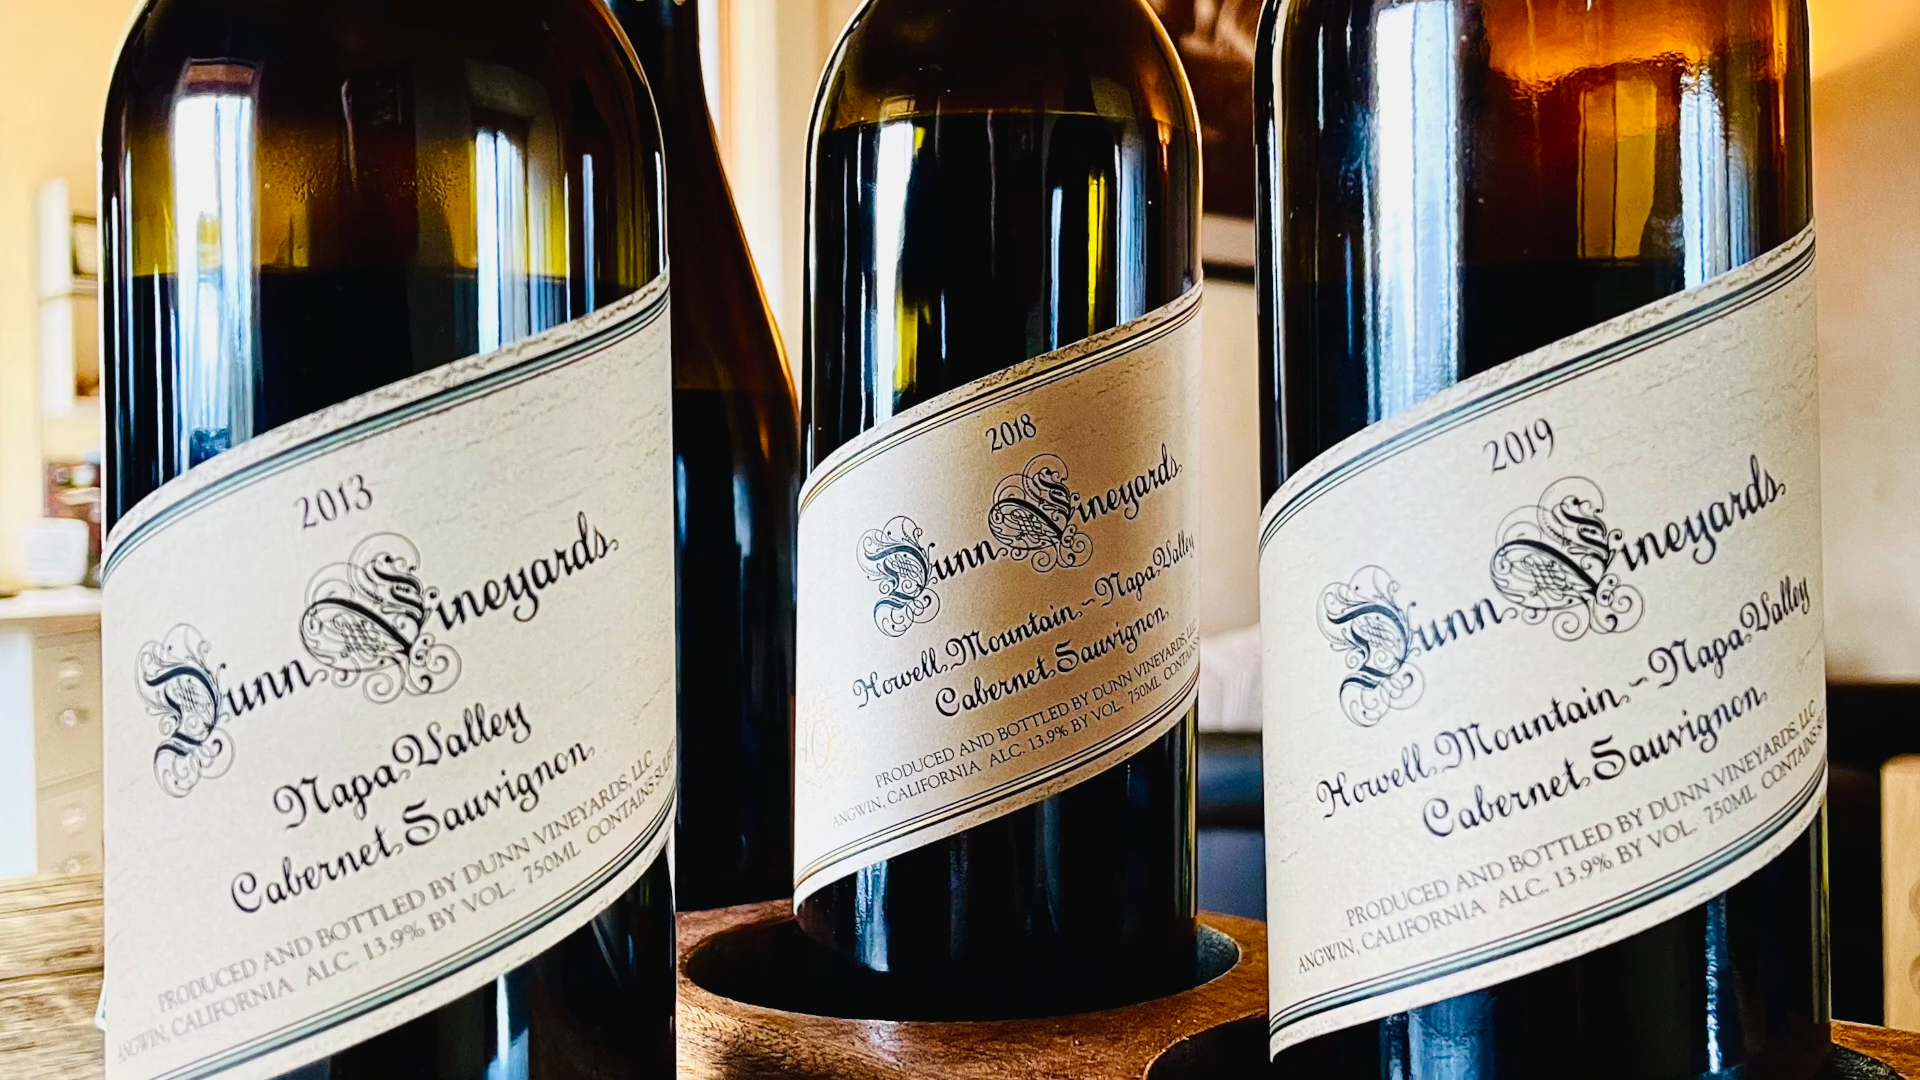 2013
Dunn Vineyards
Napa Valley
Cabernet Sauvignon
PRODUCED AND BOTTLED BY DUNN VINEYARDS, LLC
ANGWIN, CALIFORNIA ALC. 13.9% BY VOL. 750ML CONTAINS
2018
Dunn Vineyards
Howell Mountain ~ Napa Valley
Cabernet Sauvignon
PRODUCED AND BOTTLED BY DUNN VINEYARDS, LLC
ANGWIN, CALIFORNIA ALC. 13.9% BY VOL. 750ML CONTAINS
2019
Dunn Vineyards
Howell Mountain ~ Napa Valley
Cabernet Sauvignon
PRODUCED AND BOTTLED BY DUNN VINEYARDS, LLC
ANGWIN, CALIFORNIA ALC. 13.9% BY VOL. 750ML CONTAINS